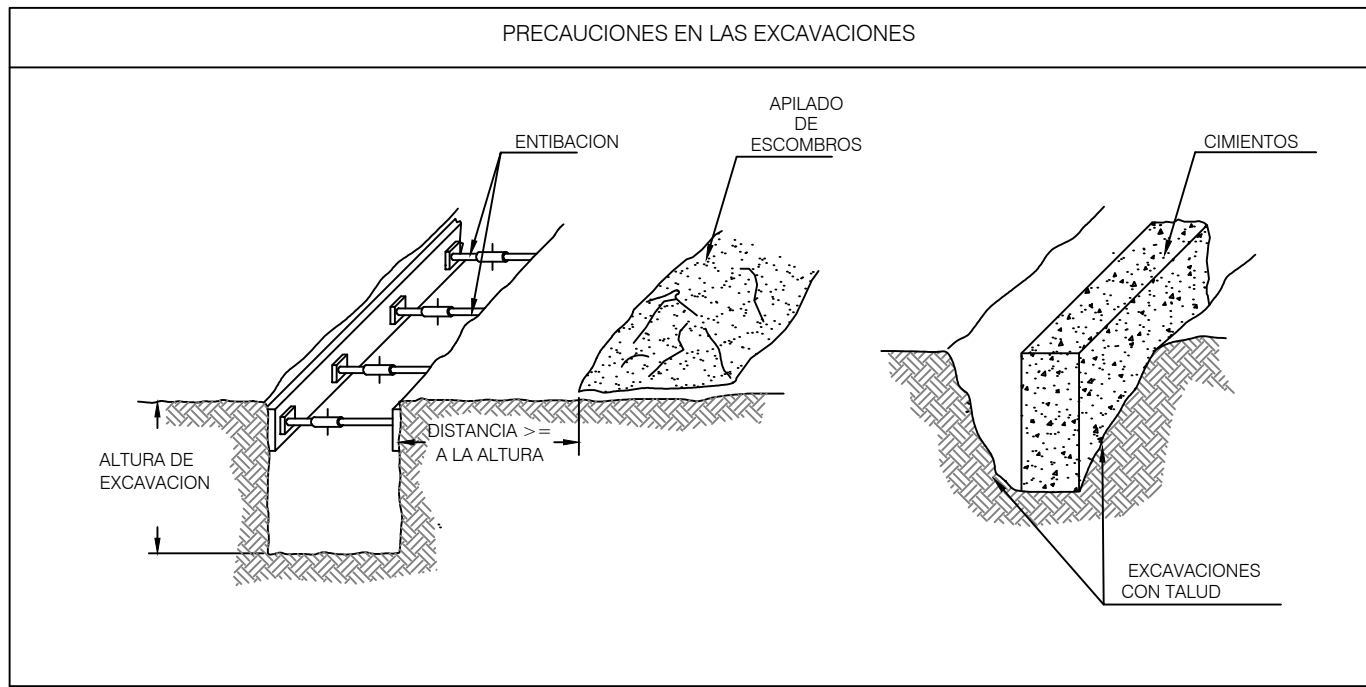 PRECAUCIONES EN LAS EXCAVACIONES
ENTIBACION
APILADO
DE
ESCOMBROS
CIMIENTOS
DISTANCIA >=
A LA ALTURA
ALTURA DE
EXCAVACION
EXCAVACIONES
CON TALUD